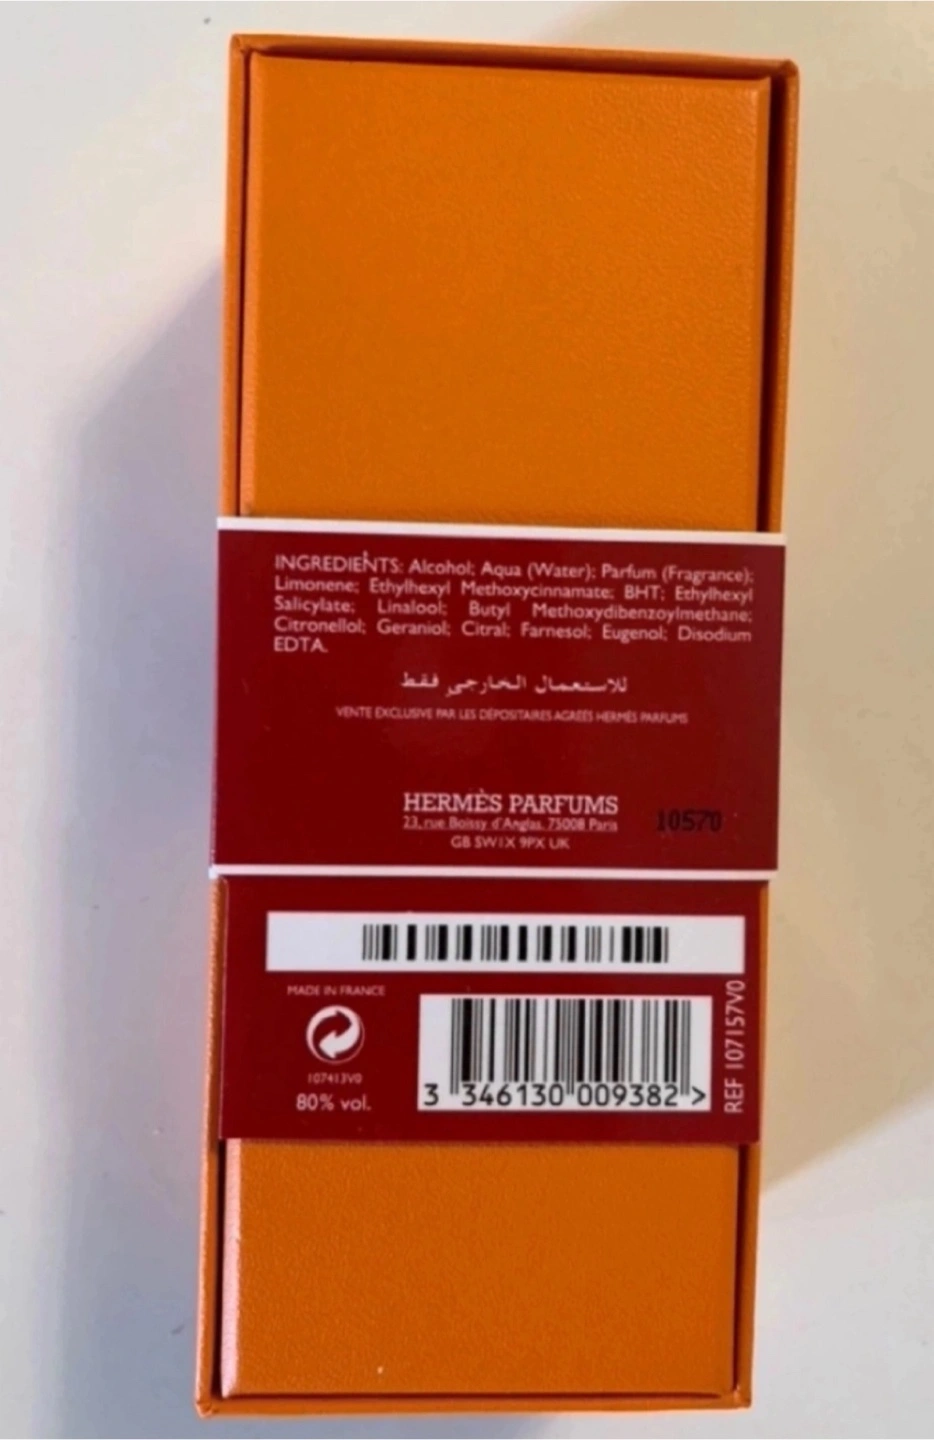 INGREDIENTS: Alcohol; Aqua (Water); Parfum (Fragrance);
Limonene; Ethylhexyl Methoxycinnamate; BHT; Ethylhexyl
Salicylate; Linalool; Butyl Methoxydibenzoylmethane;
Citronellol; Geraniol; Citral; Farnesol; Eugenol; Disodium
EDTA.
للاستعمال الخارجي فقط
VENTE EXCLUSIVE PAR LES DÉPOSITAIRES AGRÉÉS HERMÈS PARFUMS
HERMÈS PARFUMS
23, rue Boissy d'Anglas, 75008 Paris
GB SW1X 9PX UK
10570
MADE IN FRANCE
107413V0
80% vol.
3 346130 009382 >
REF 107157V0